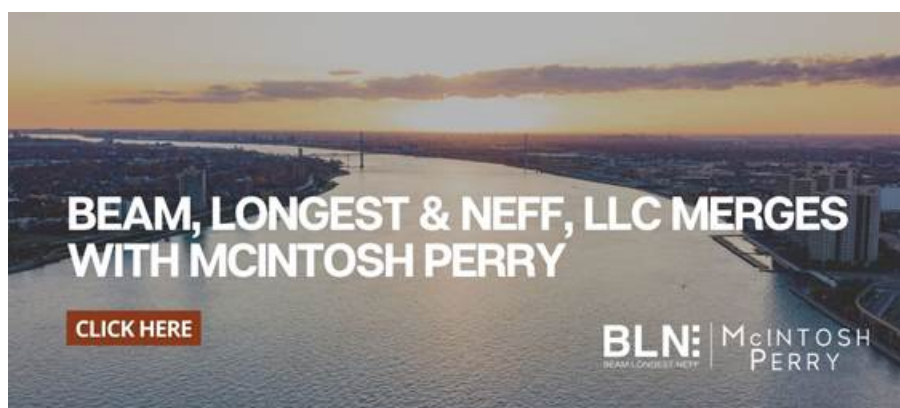 BEAM, LONGEST & NEFF, LLC MERGES
WITH MCINTOSH PERRY
CLICK HERE
BLN
BEAM LONGEST NEFF
McINTOSH
PERRY